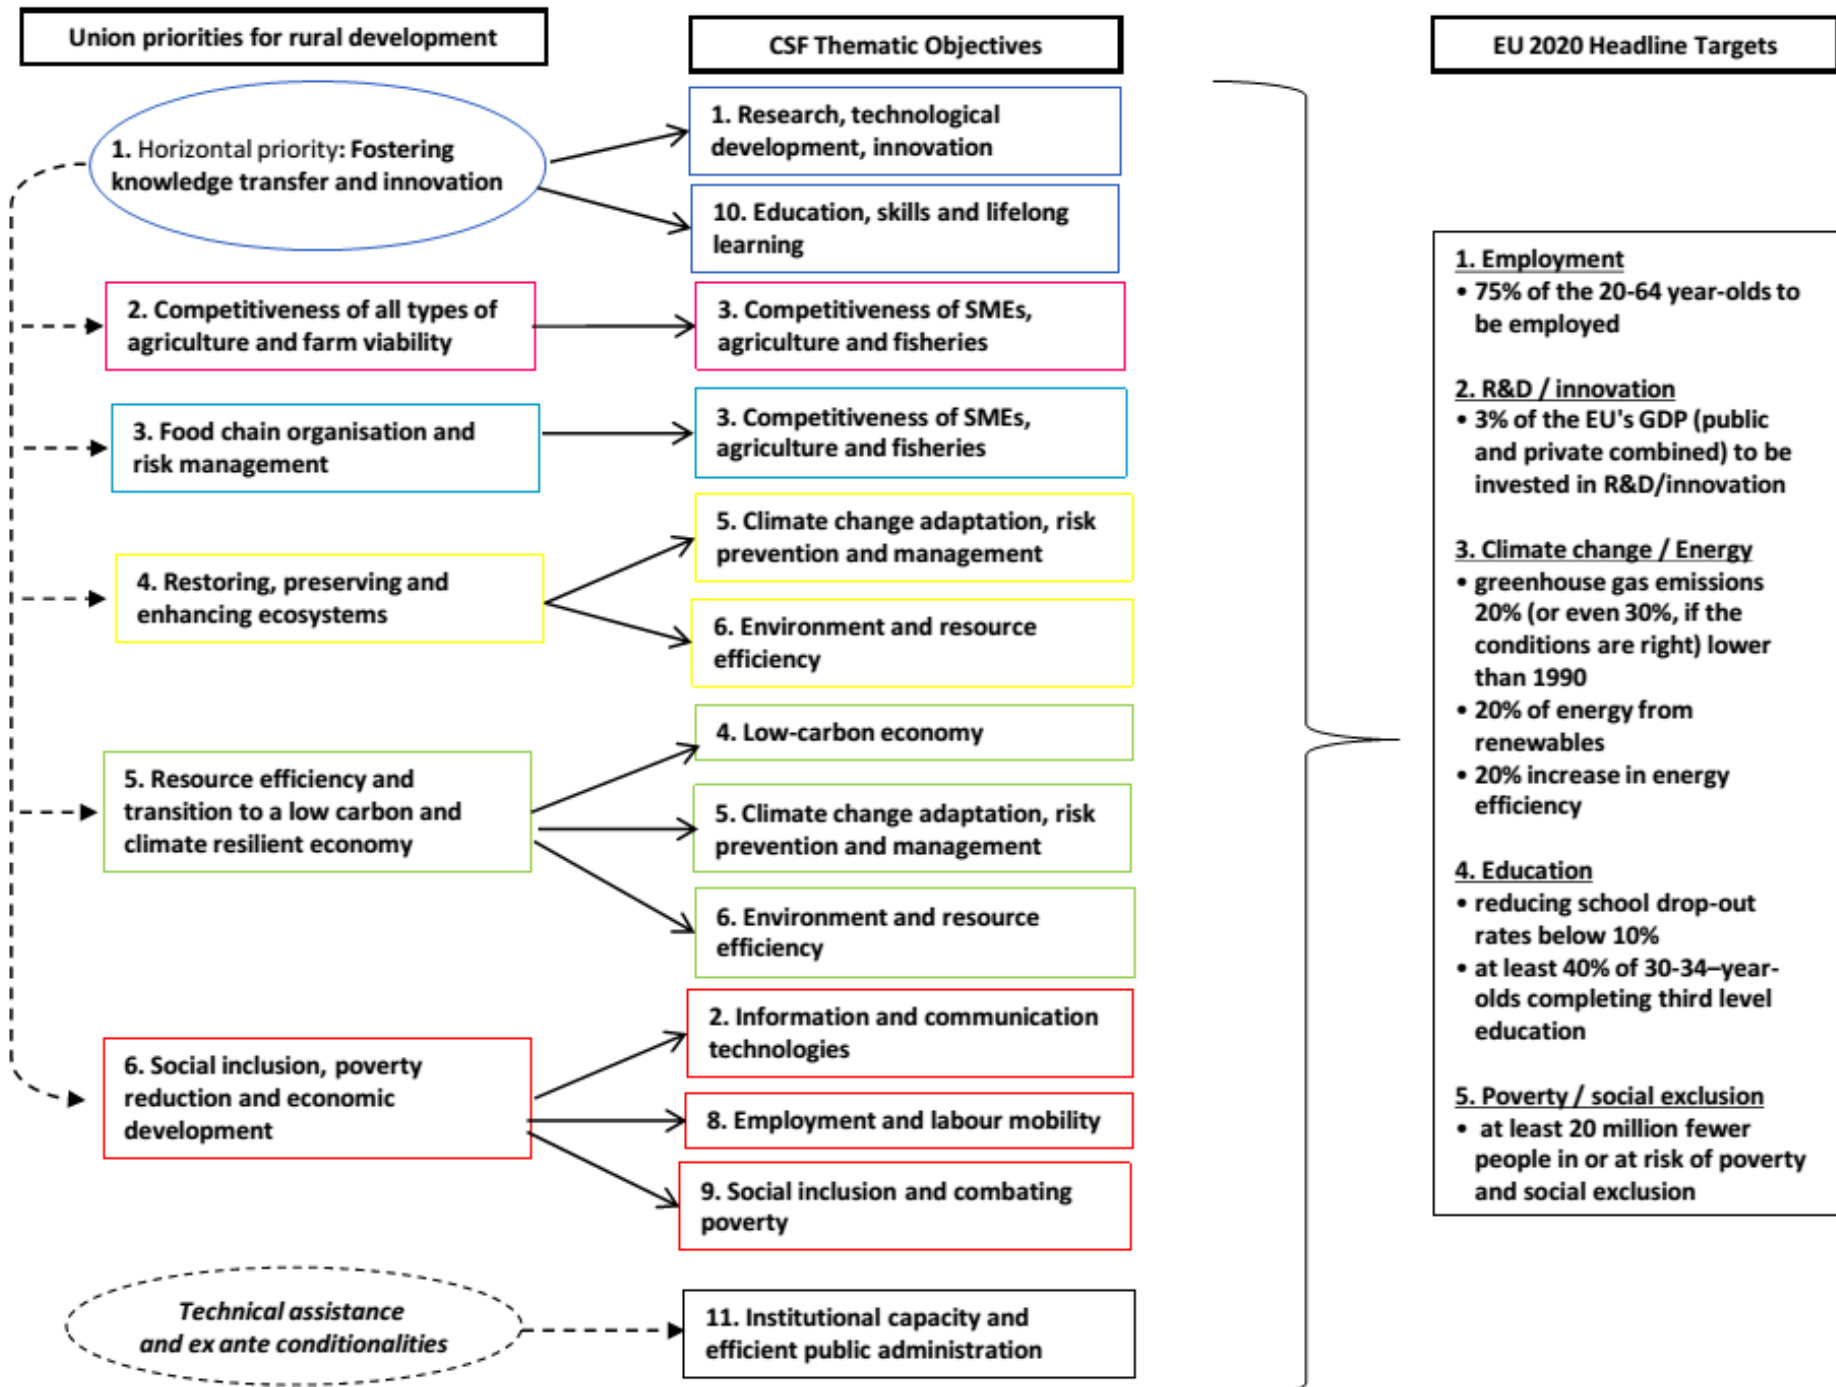 Union priorities for rural development
CSF Thematic Objectives
EU 2020 Headline Targets
1. Horizontal priority: Fostering
knowledge transfer and innovation
1. Research, technological
development, innovation
10. Education, skills and lifelong
learning
2. Competitiveness of all types of
agriculture and farm viability
3. Competitiveness of SMEs,
agriculture and fisheries
3. Food chain organisation and
risk management
3. Competitiveness of SMEs,
agriculture and fisheries
4. Restoring, preserving and
enhancing ecosystems
5. Climate change adaptation, risk
prevention and management
6. Environment and resource
efficiency
5. Resource efficiency and
transition to a low carbon and
climate resilient economy
4. Low-carbon economy
5. Climate change adaptation, risk
prevention and management
6. Environment and resource
efficiency
6. Social inclusion, poverty
reduction and economic
development
2. Information and communication
technologies
8. Employment and labour mobility
9. Social inclusion and combating
poverty
Technical assistance
and ex ante conditionalities
11. Institutional capacity and
efficient public administration
1. Employment
• 75% of the 20-64 year-olds to
be employed
2. R&D / innovation
• 3% of the EU's GDP (public
and private combined) to be
invested in R&D/innovation
3. Climate change / Energy
• greenhouse gas emissions
20% (or even 30%, if the
conditions are right) lower
than 1990
• 20% of energy from
renewables
• 20% increase in energy
efficiency
4. Education
• reducing school drop-out
rates below 10%
• at least 40% of 30-34–year-
olds completing third level
education
5. Poverty / social exclusion
• at least 20 million fewer
people in or at risk of poverty
and social exclusion